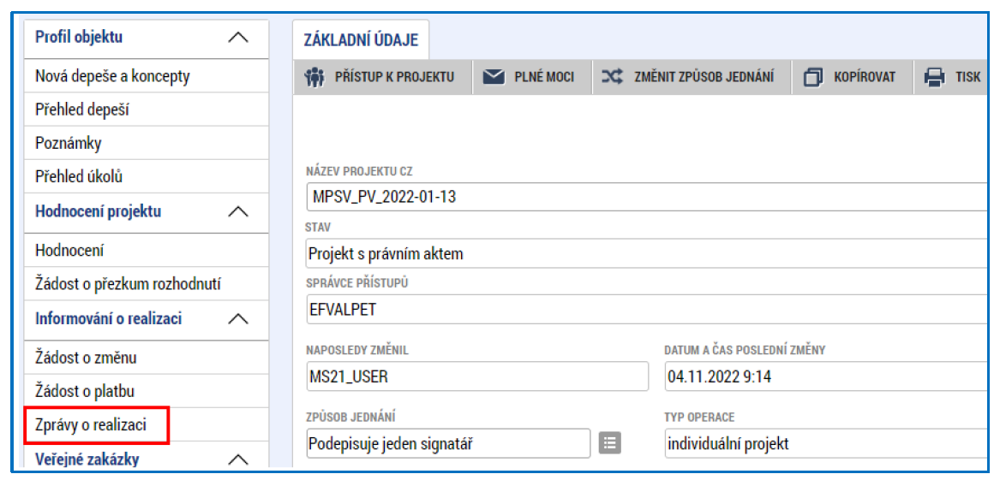 Profil objektu
Nová depeše a koncepty
Přehled depeší
Poznámky
Přehled úkolů
Hodnocení projektu
Hodnocení
Žádost o přezkum rozhodnutí
Informování o realizaci
Žádost o změnu
Žádost o platbu
Zprávy o realizaci
Veřejné zakázky
ZÁKLADNÍ ÚDAJE
PŘÍSTUP K PROJEKTU PLNÉ MOCI ZMĚNIT ZPŮSOB JEDNÁNÍ KOPÍROVAT TISK
NÁZEV PROJEKTU CZ
MPSV_PV_2022-01-13
STAV
Projekt s právním aktem
SPRÁVCE PŘÍSTUPŮ
EFVALPET
NAPOSLEDY ZMĚNIL DATUM A ČAS POSLEDNÍ ZMĚNY
MS21_USER 04.11.2022 9:14
ZPŮSOB JEDNÁNÍ TYP OPERACE
Podepisuje jeden signatář individuální projekt